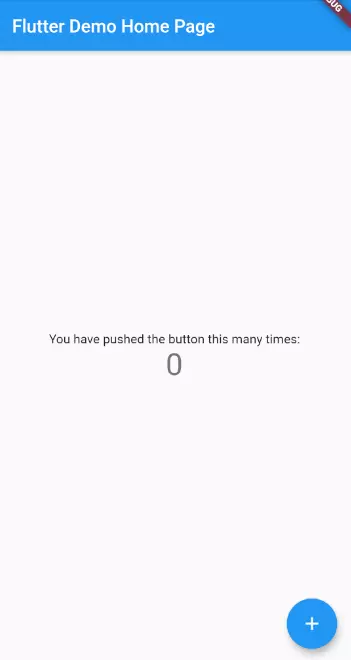 Flutter Demo Home Page
You have pushed the button this many times:
0
+